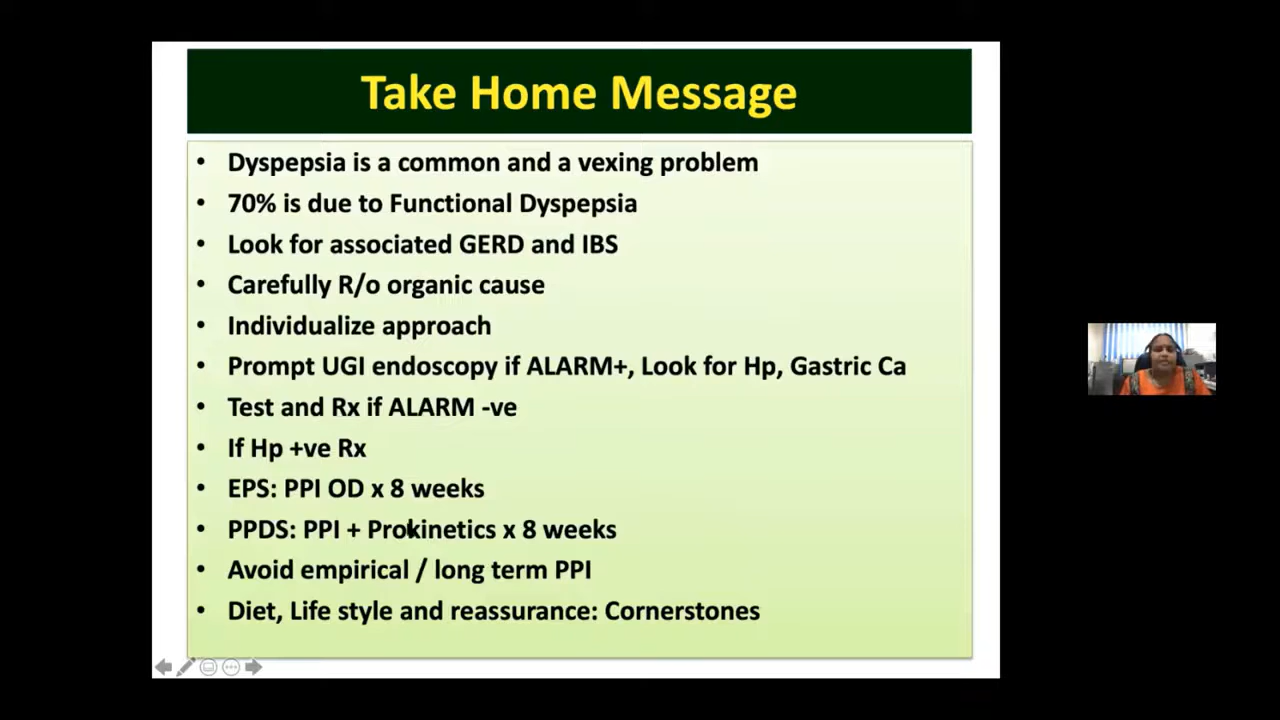 Take Home Message
• Dyspepsia is a common and a vexing problem
• 70% is due to Functional Dyspepsia
• Look for associated GERD and IBS
• Carefully R/o organic cause
• Individualize approach
• Prompt UGI endoscopy if ALARM+, Look for Hp, Gastric Ca
• Test and Rx if ALARM -ve
• If Hp +ve Rx
• EPS: PPI OD x 8 weeks
• PPDS: PPI + Prokinetics x 8 weeks
• Avoid empirical / long term PPI
• Diet, Life style and reassurance: Cornerstones